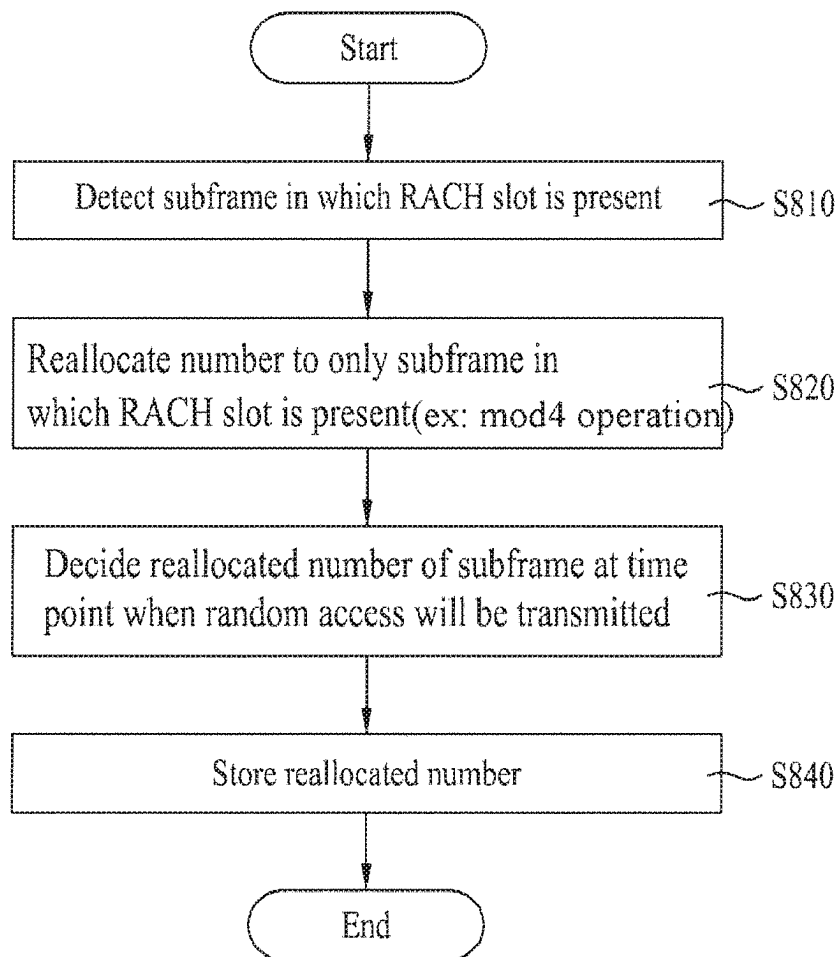 Start
Detect subframe in which RACH slot is present
S810
Reallocate number to only subframe in
which RACH slot is present(ex: mod4 operation)
S820
Decide reallocated number of subframe at time
point when random access will be transmitted
S830
Store reallocated number
S840
End